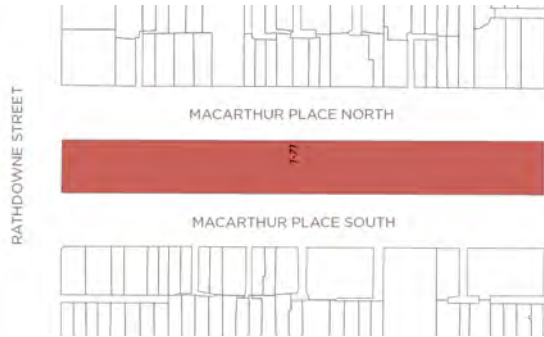 MACARTHUR PLACE NORTH
RATHDOWNE STREET
1-77
MACARTHUR PLACE SOUTH